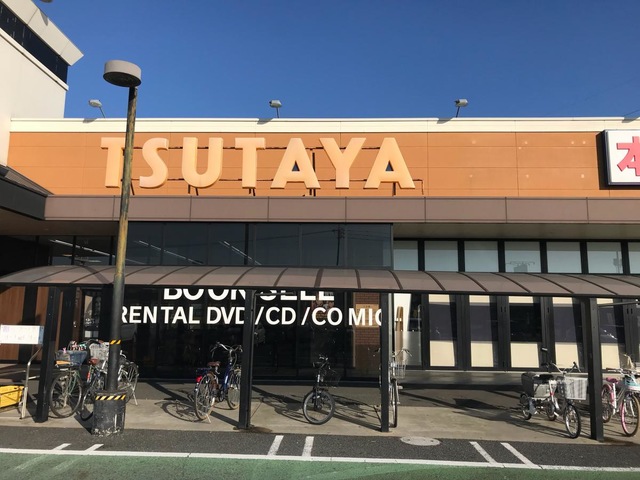 TSUTAYA
本
BOOK SELL
RENTAL DVD/CD/COMIC